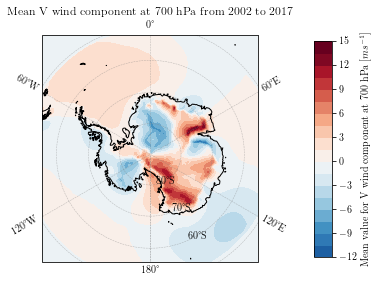 Mean V wind component at 700 hPa from 2002 to 2017
0°
60°W
60°E
80°S
70°S
60°S
120°W
120°E
180°
15
12
9
6
3
0
−3
−6
−9
−12
Mean value for V wind component at 700 hPa [ms⁻¹]